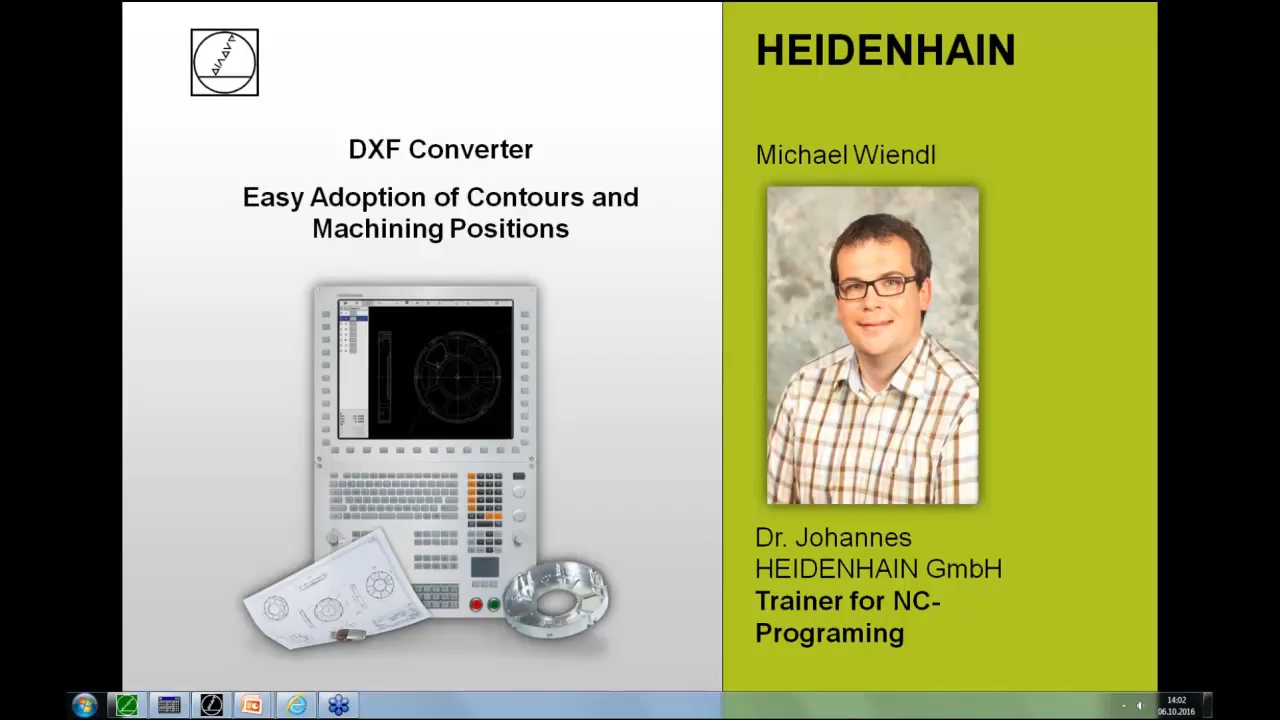 HEIDENHAIN
DXF Converter
Easy Adoption of Contours and
Machining Positions
Michael Wiendl
Dr. Johannes
HEIDENHAIN GmbH
Trainer for NC-
Programing
14:02
06.10.2016